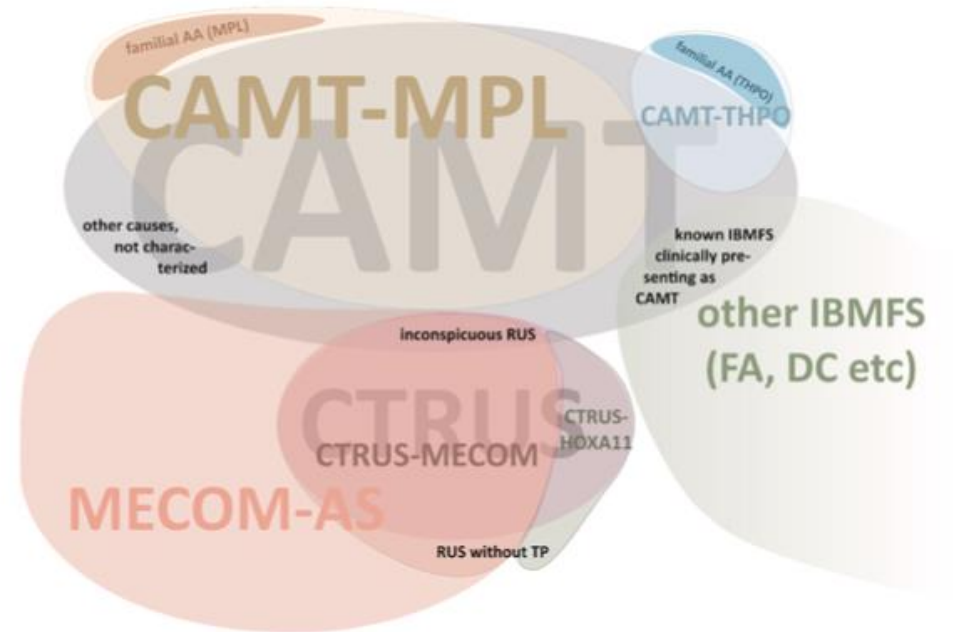 familial AA (MPL)
familial AA (THPO)
CAMT-MPL
CAMT-THPO
CAMT
other causes,
not charac-
terized
known IBMFS
clinically pre-
senting as
CAMT
other IBMFS
(FA, DC etc)
inconspicuous RUS
CTRUS
CTRUS-
HOXA11
CTRUS-MECOM
MECOM-AS
RUS without TP